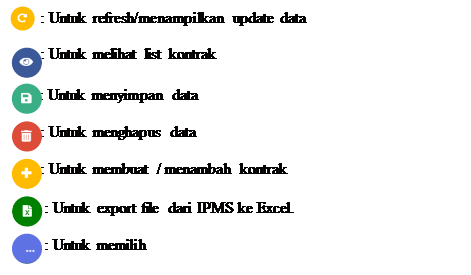 : Untuk refresh/menampilkan update data
: Untuk melihat list kontrak
: Untuk menyimpan data
: Untuk menghapus data
: Untuk membuat / menambah kontrak
: Untuk export file dari IPMS ke Excel
: Untuk memilih